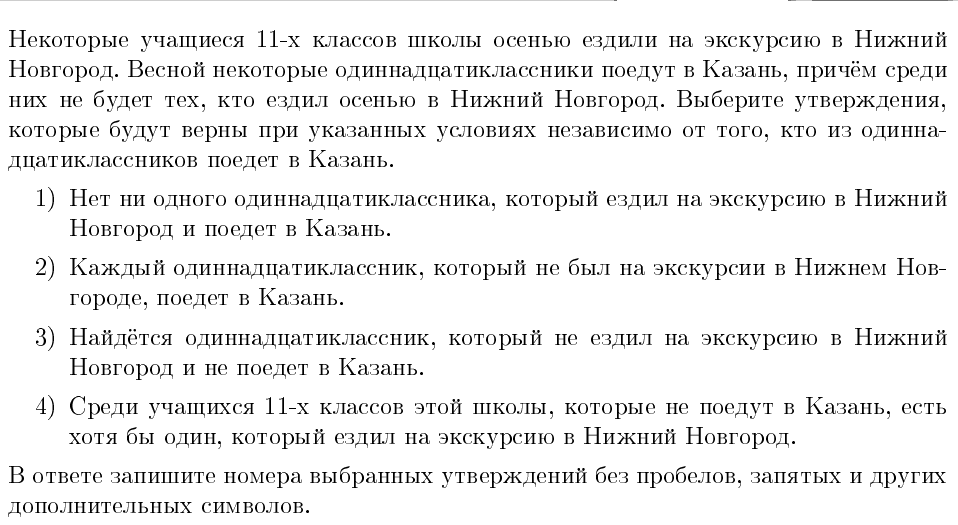 Некоторые учащиеся 11-х классов школы осенью ездили на экскурсию в Нижний
Новгород. Весной некоторые одиннадцатиклассники поедут в Казань, причём среди
них не будет тех, кто ездил осенью в Нижний Новгород. Выберите утверждения,
которые будут верны при указанных условиях независимо от того, кто из одинна-
дцатиклассников поедет в Казань.
1) Нет ни одного одиннадцатиклассника, который ездил на экскурсию в Нижний
Новгород и поедет в Казань.
2) Каждый одиннадцатиклассник, который не был на экскурсии в Нижнем Нов-
городе, поедет в Казань.
3) Найдётся одиннадцатиклассник, который не ездил на экскурсию в Нижний
Новгород и не поедет в Казань.
4) Среди учащихся 11-х классов этой школы, которые не поедут в Казань, есть
хотя бы один, который ездил на экскурсию в Нижний Новгород.
В ответе запишите номера выбранных утверждений без пробелов, запятых и других
дополнительных символов.